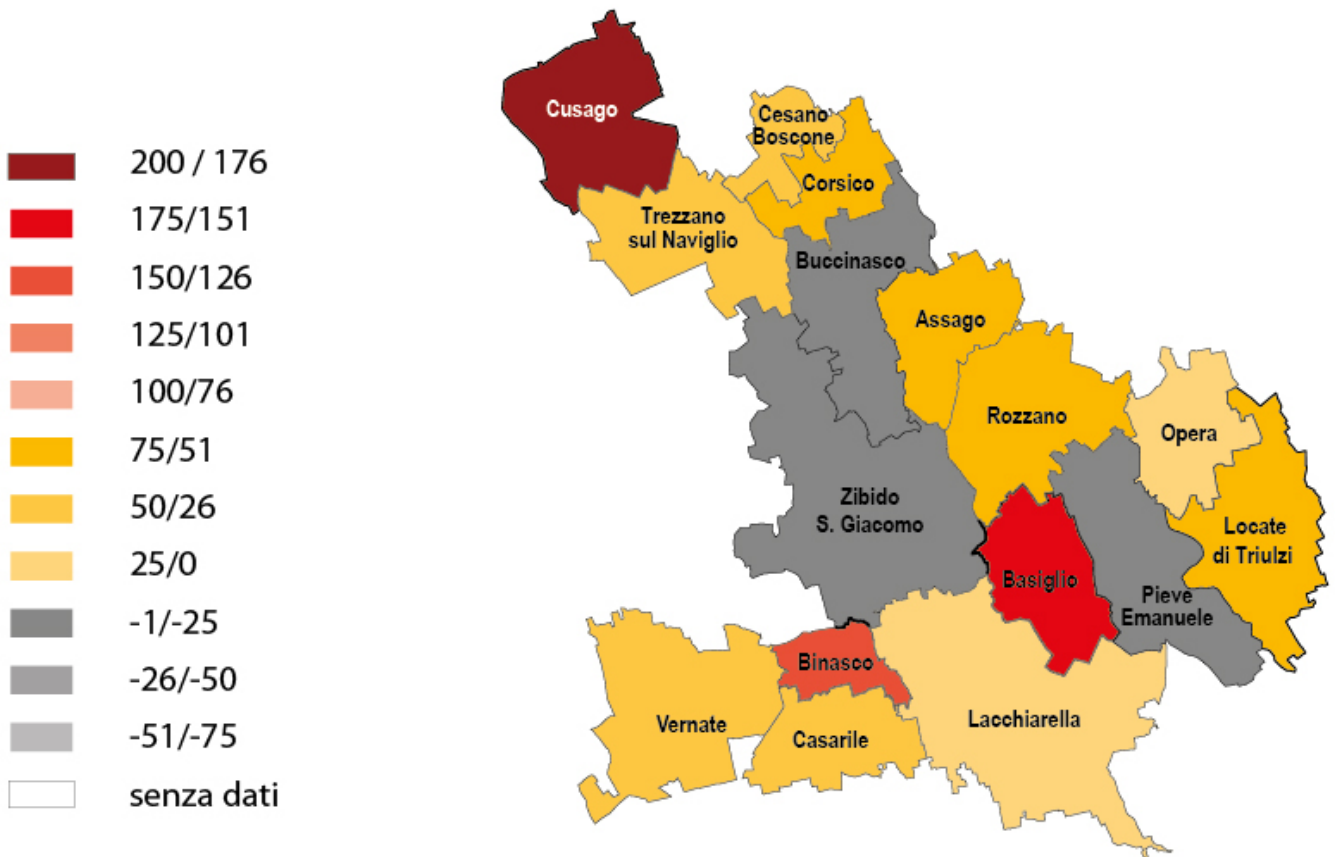 200 / 176
175/151
150/126
125/101
100/76
75/51
50/26
25/0
-1/-25
-26/-50
-51/-75
senza dati
Cusago
Cesano
Boscone
Corsico
Trezzano
sul Naviglio
Buccinasco
Assago
Rozzano
Opera
Zibido
S. Giacomo
Locate
di Triulzi
Basiglio
Pieve
Emanuele
Binasco
Vernate
Casarile
Lacchiarella